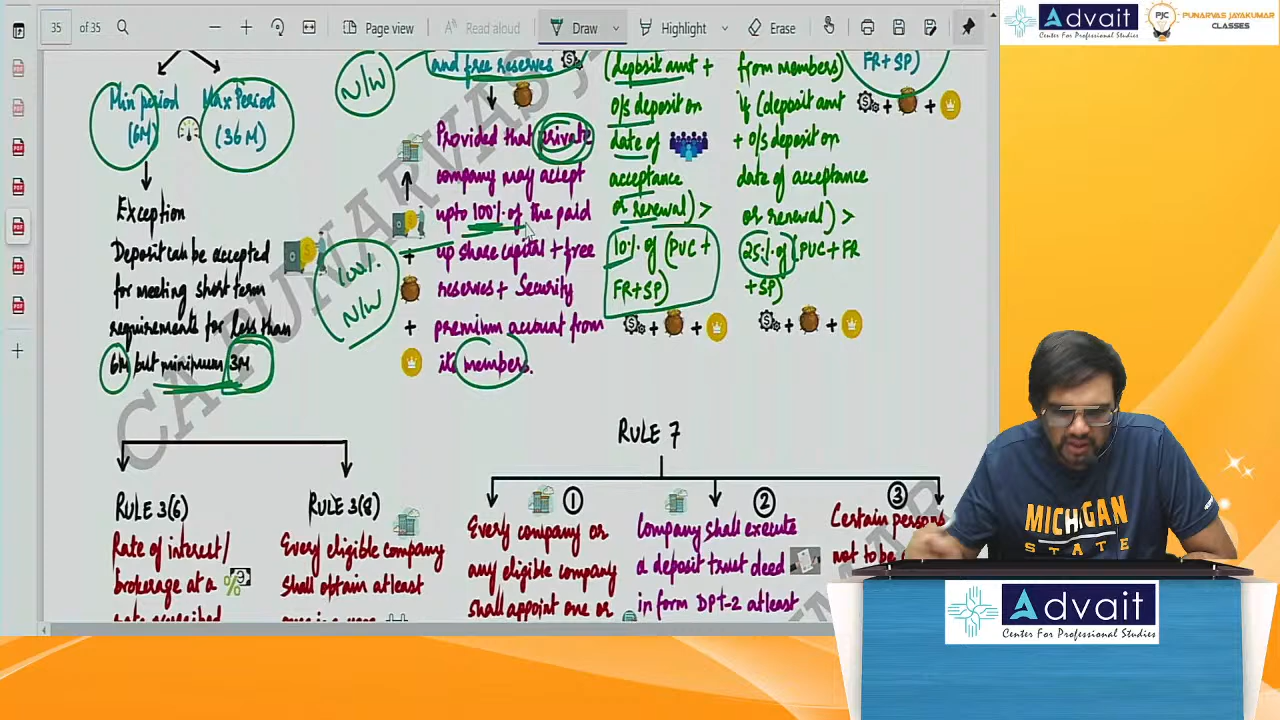 35 of 35
Page view
Read aloud
Draw
Highlight
Erase
Advait
Center For Professional Studies
PJC
PUNARVAS JAYAKUMAR
CLASSES
Min period
(6M)
Max Period
(36 M)
Exception
Deposit can be accepted
for meeting short term
requirements for less than
6M but minimum 3M
N/W
and free reserves
Provided that private
company may accept
upto 100% of the paid
up share capital + free
reserves + Security
premium account from
its members.
100%
N/W
(deposit amt +
o/s deposit on
date of
acceptance
or renewal) >
10% of (PUC +
FR + SP)
from members)
if (deposit amt
+ o/s deposit on
date of acceptance
or renewal) >
25% of (PUC + FR
+ SP)
FR + SP)
CA PUNARVAS J
RULE 3(6)
Rate of interest/
brokerage at a
RULE 3(8)
Every eligible company
shall obtain atleast
RULE 7
1
Every company or
any eligible company
shall appoint one or
2
Company shall execute
a deposit trust deed
in form DPT-2 atleast
3
Certain persons
not to be
MICHIGAN
STATE
Advait
Center For Professional Studies